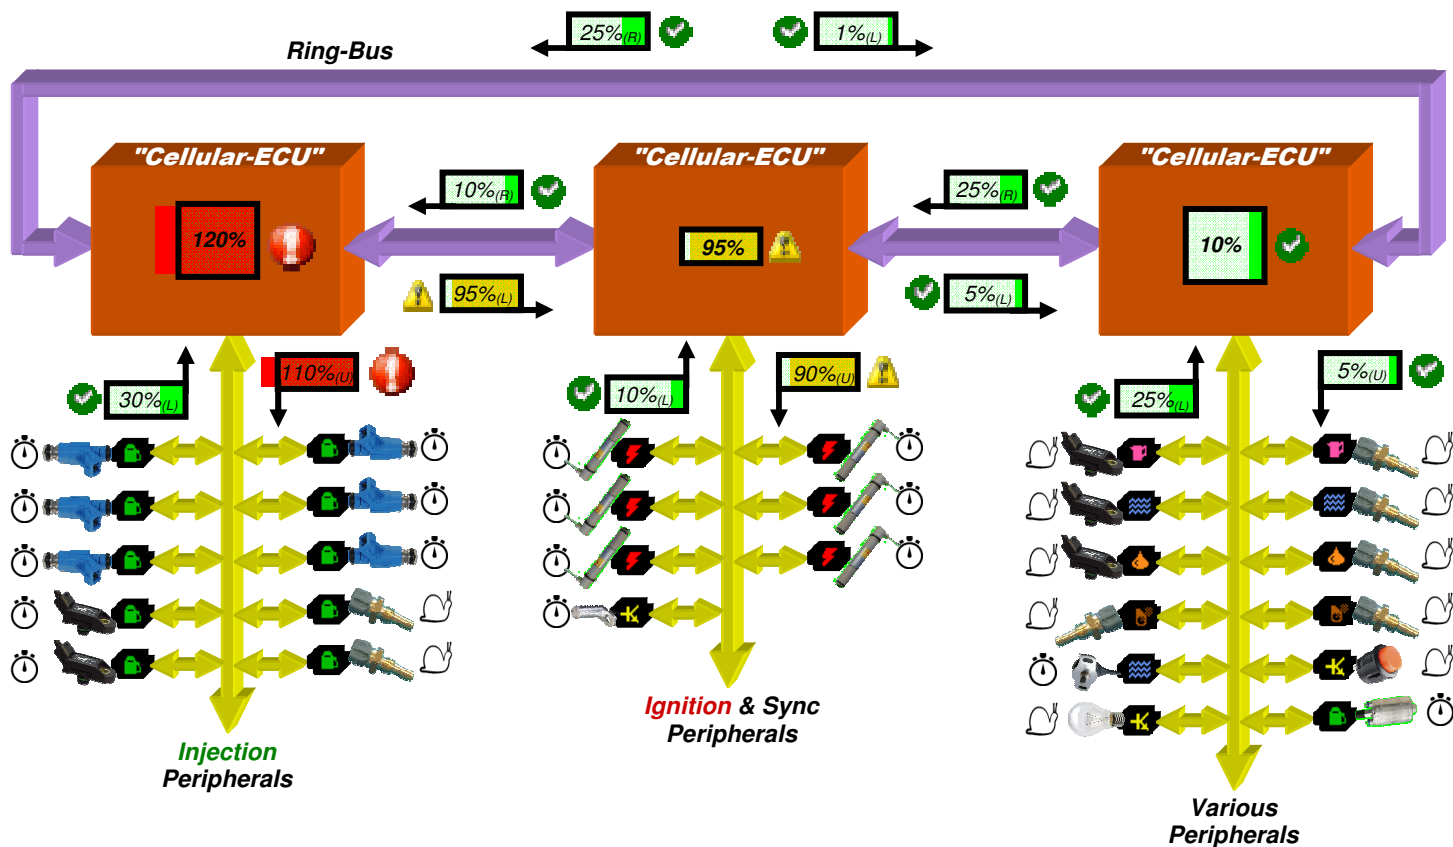 25%(R)
1%(L)
Ring-Bus
"Cellular-ECU"
"Cellular-ECU"
"Cellular-ECU"
10%(R)
25%(R)
120%
95%
10%
95%(L)
5%(L)
30%(L)
110%(U)
10%(L)
90%(U)
25%(L)
5%(U)
Injection
Peripherals
Ignition & Sync
Peripherals
Various
Peripherals